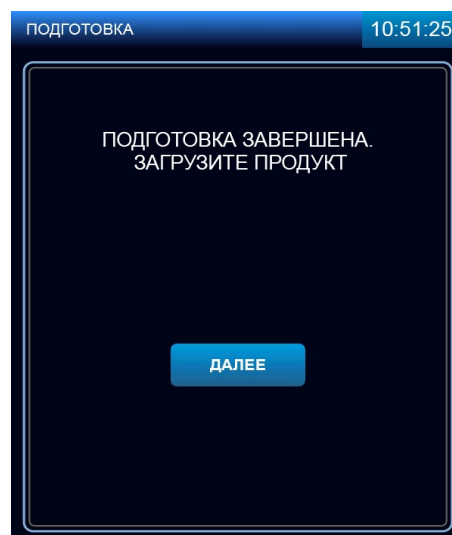 ПОДГОТОВКА
10:51:25
ПОДГОТОВКА ЗАВЕРШЕНА.
ЗАГРУЗИТЕ ПРОДУКТ
ДАЛЕЕ